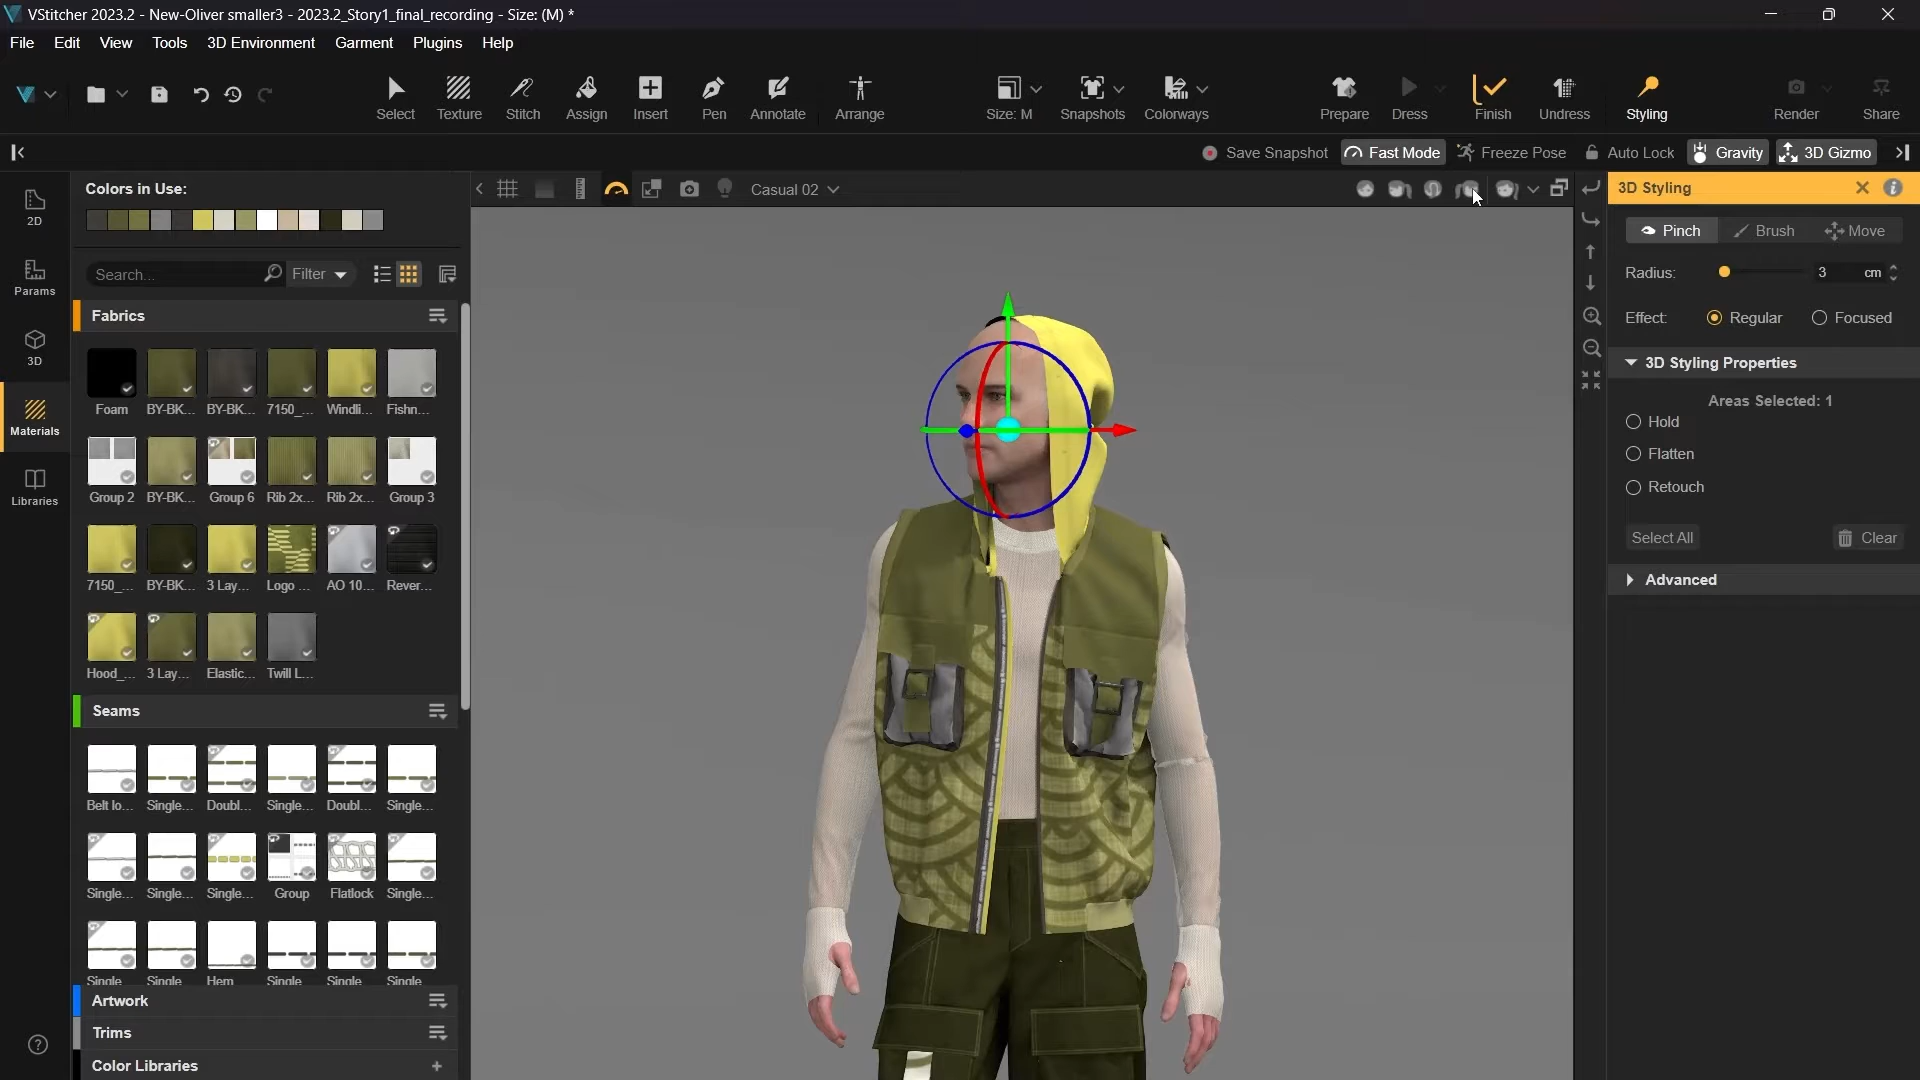 VStitcher 2023.2 - New-Oliver smaller3 - 2023.2_Story1_final_recording - Size: (M) *
File Edit View Tools 3D Environment Garment Plugins Help
Select Texture Stitch Assign Insert Pen Annotate Arrange Size: M Snapshots Colorways Prepare Dress Finish Undress Styling Render Share
Save Snapshot Fast Mode Freeze Pose Auto Lock Gravity 3D Gizmo
Colors in Use:
Casual 02
3D Styling
2D
Pinch Brush Move
Search... Filter
Radius: 3 cm
Params
Fabrics
Effect: Regular Focused
3D
3D Styling Properties
Foam BY-BK... BY-BK... 7150_... Windli... Fishn...
Areas Selected: 1
Hold
Materials
Flatten
Group 2 BY-BK... Group 6 Rib 2x... Rib 2x... Group 3
Libraries
Retouch
Select All Clear
7150_... BY-BK... 3 Lay... Logo ... AO 10... Rever...
Advanced
Hood_... 3 Lay... Elastic... Twill L...
Seams
Belt lo... Single... Doubl... Single... Doubl... Single...
Single... Single... Single... Group Flatlock Single...
Single Single Hem Single Single Single
Artwork
Trims
Color Libraries